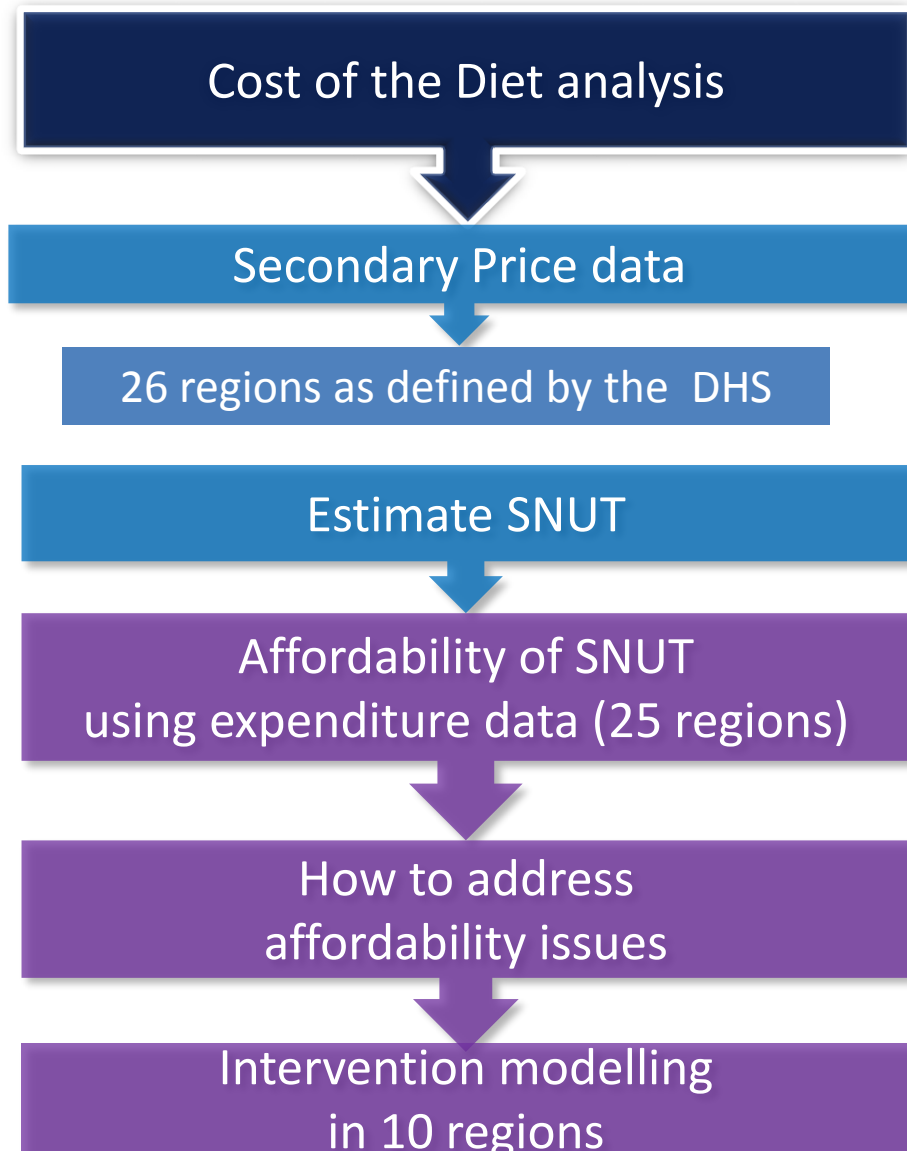 Cost of the Diet analysis
Secondary Price data
26 regions as defined by the  DHS
Estimate SNUT
Affordability of SNUT
using expenditure data (25 regions)
How to address
affordability issues
Intervention modelling
in 10 regions